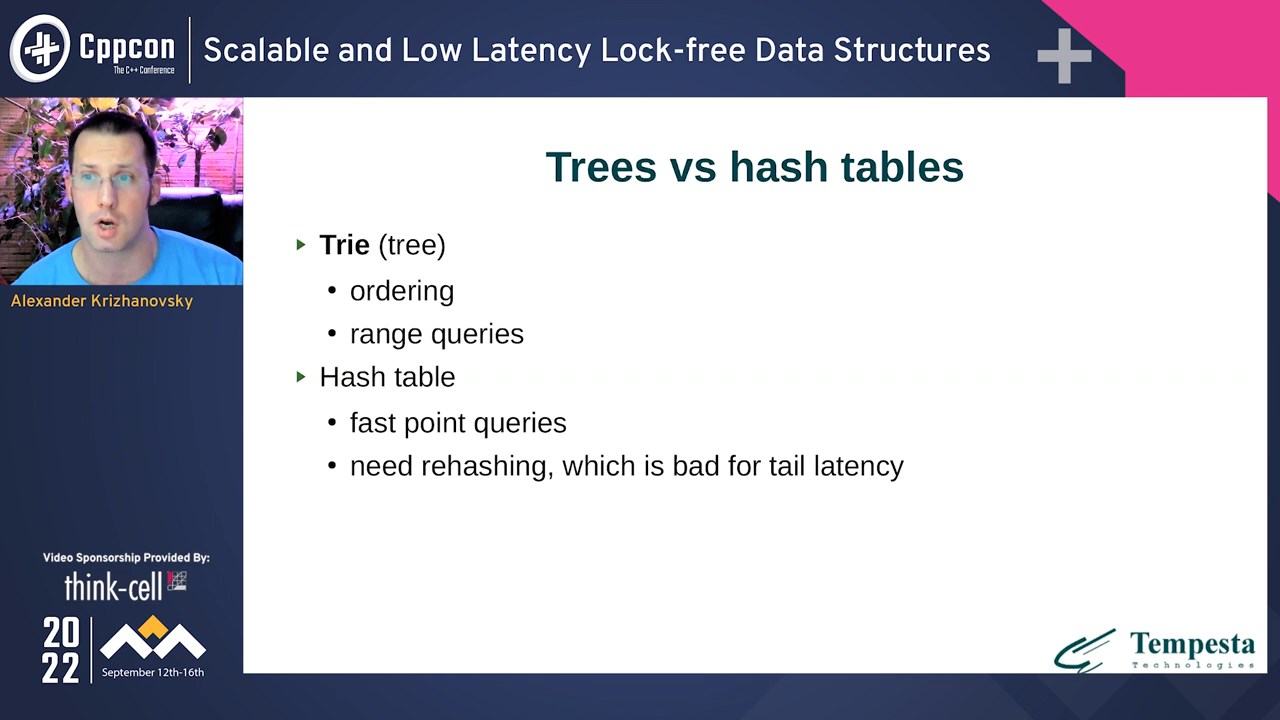 Cppcon
The C++ Conference
Scalable and Low Latency Lock-free Data Structures
Alexander Krizhanovsky
Trees vs hash tables
Trie (tree)
ordering
range queries
Hash table
fast point queries
need rehashing, which is bad for tail latency
Video Sponsorship Provided By:
think-cell
20
22
September 12th-16th
Tempesta
Technologies